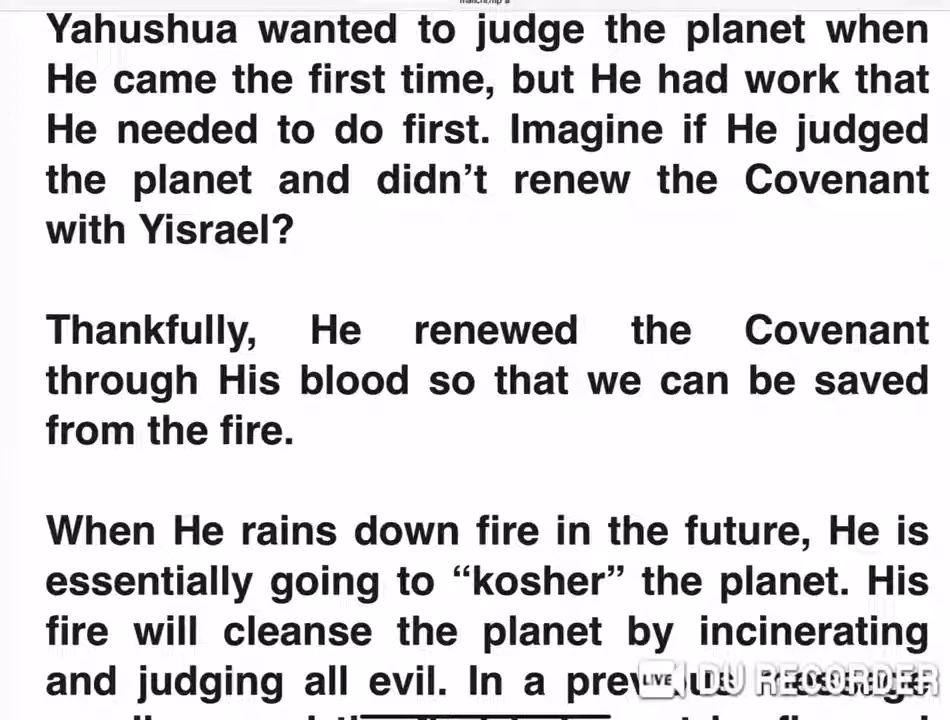 Yahushua wanted to judge the planet when
He came the first time, but He had work that
He needed to do first. Imagine if He judged
the planet and didn’t renew the Covenant
with Yisrael?
Thankfully, He renewed the Covenant
through His blood so that we can be saved
from the fire.
When He rains down fire in the future, He is
essentially going to “kosher” the planet. His
fire will cleanse the planet by incinerating
and judging all evil. In a previous message
LIVE DU RECORDER